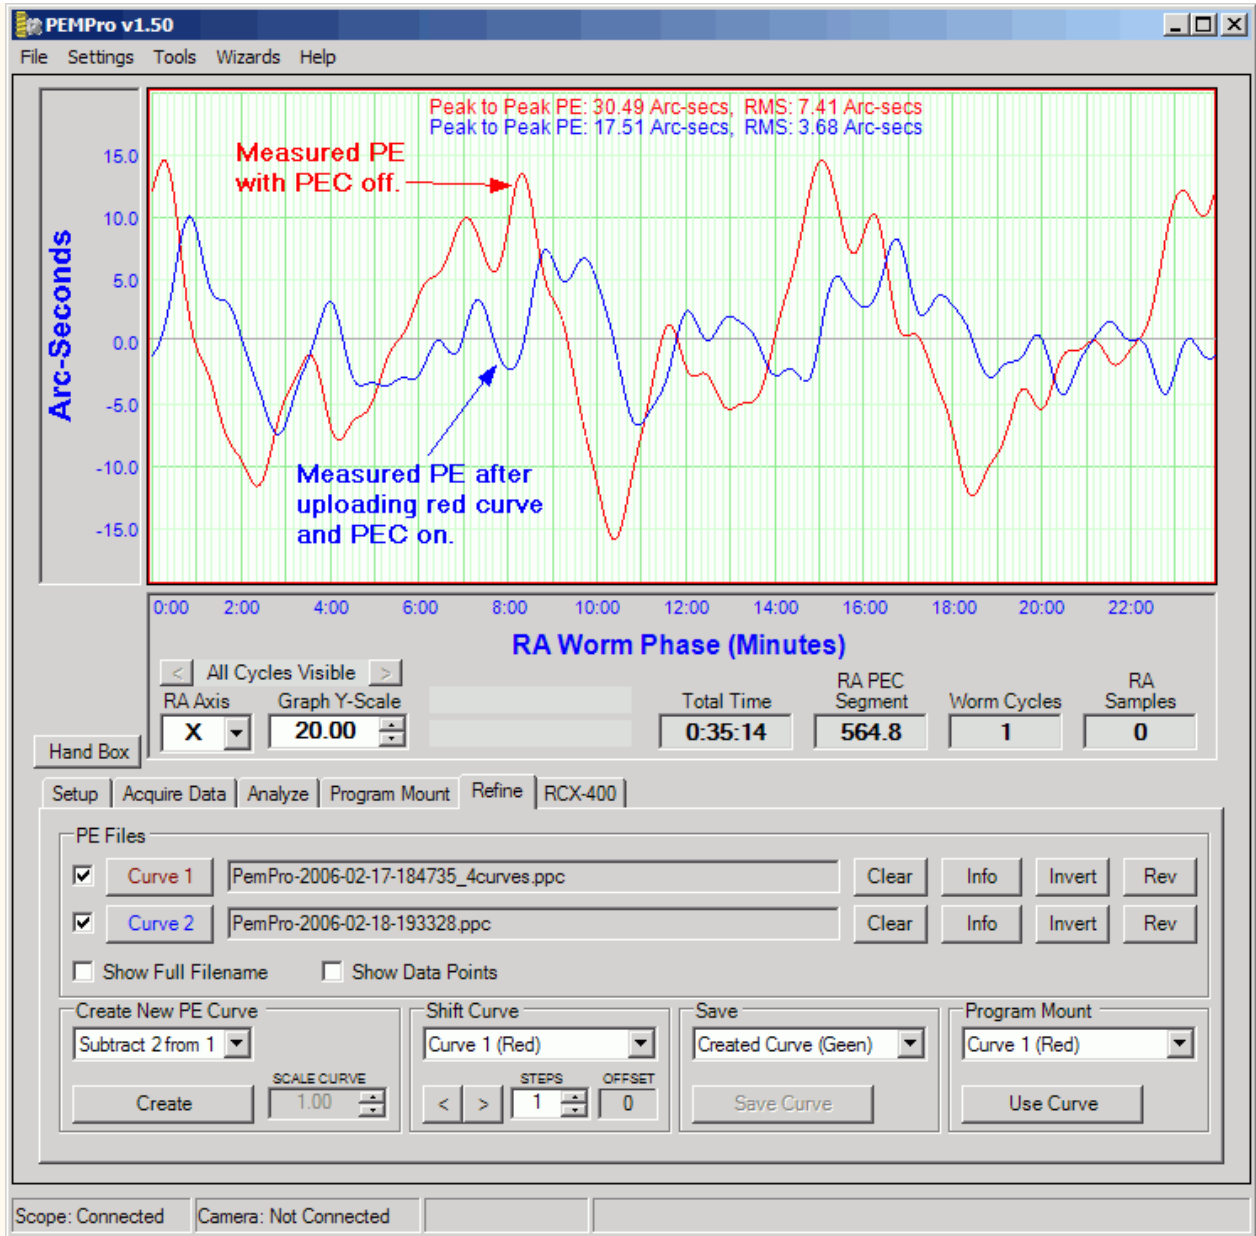 PEMPro v1.50
File Settings Tools Wizards Help
Peak to Peak PE: 30.49 Arc-secs, RMS: 7.41 Arc-secs
Peak to Peak PE: 17.51 Arc-secs, RMS: 3.68 Arc-secs
Measured PE
with PEC off.
Arc-Seconds
15.0
10.0
5.0
0.0
-5.0
-10.0
-15.0
Measured PE after
uploading red curve
and PEC on.
0:00 2:00 4:00 6:00 8:00 10:00 12:00 14:00 16:00 18:00 20:00 22:00
RA Worm Phase (Minutes)
< All Cycles Visible >
RA Axis Graph Y-Scale Total Time RA PEC Segment Worm Cycles RA Samples
X 20.00 0:35:14 564.8 1 0
Hand Box
Setup Acquire Data Analyze Program Mount Refine RCX-400
PE Files
Curve 1 PemPro-2006-02-17-184735_4curves.ppc Clear Info Invert Rev
Curve 2 PemPro-2006-02-18-193328.ppc Clear Info Invert Rev
Show Full Filename Show Data Points
Create New PE Curve Shift Curve Save Program Mount
Subtract 2 from 1 Curve 1 (Red) Created Curve (Geen) Curve 1 (Red)
SCALE CURVE STEPS OFFSET
Create 1.00 < > 1 0 Save Curve Use Curve
Scope: Connected Camera: Not Connected